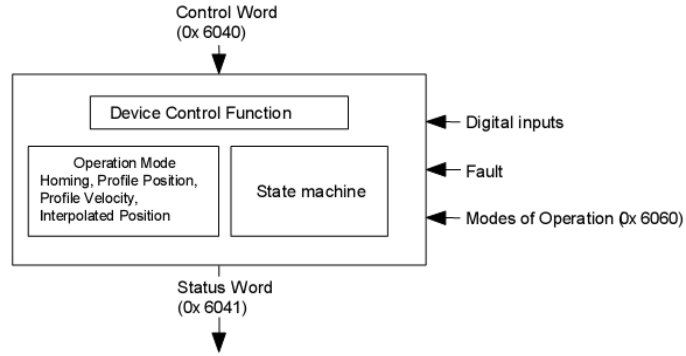 Control Word
(0x 6040)
Device Control Function
Digital inputs
Operation Mode
Homing, Profile Position,
Profile Velocity,
Interpolated Position
State machine
Fault
Modes of Operation (0x 6060)
Status Word
(0x 6041)